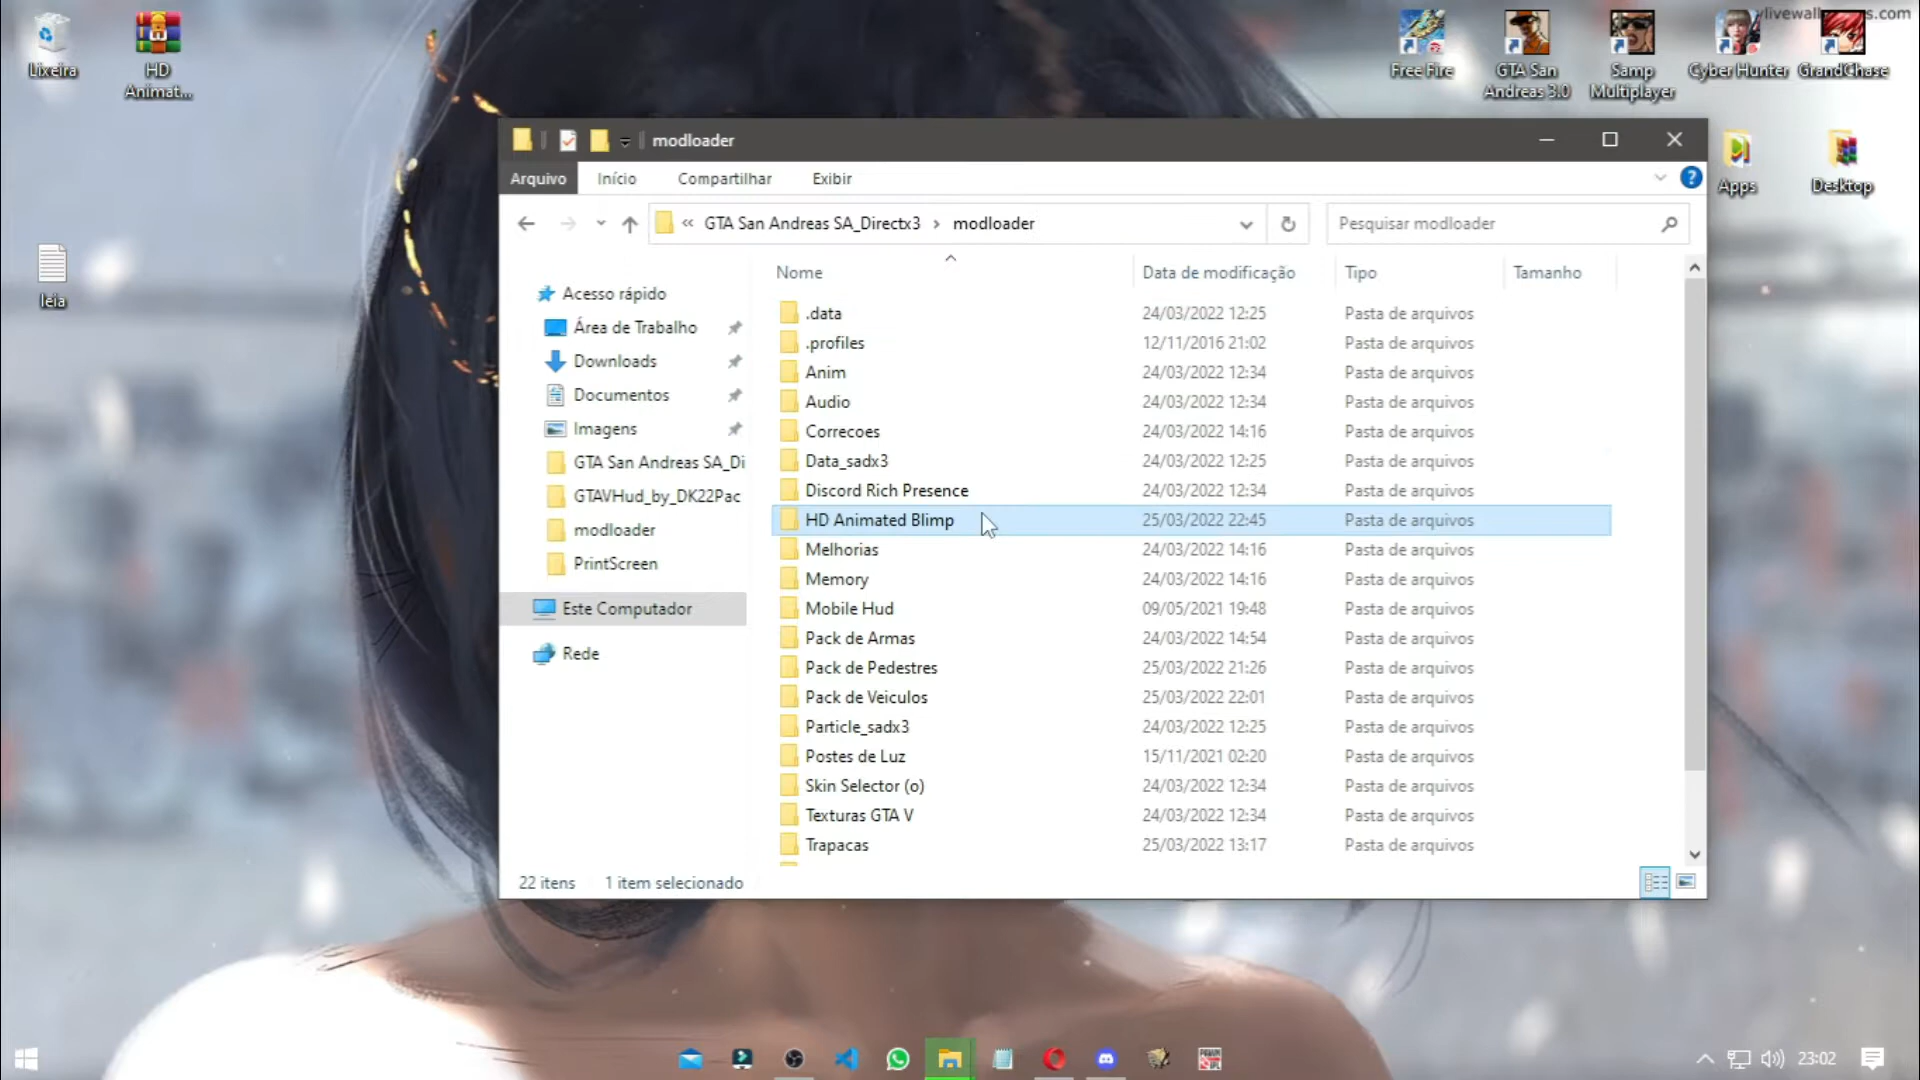 Lixeira
HD
Animat...
leia
Free Fire
GTA San
Andreas 3.0
Samp
Multiplayer
Cyber Hunter
GrandChase
Apps
Desktop
modloader
Arquivo
Início
Compartilhar
Exibir
?
« GTA San Andreas SA_Directx3 › modloader
Pesquisar modloader
Nome
Data de modificação
Tipo
Tamanho
Acesso rápido
Área de Trabalho
Downloads
Documentos
Imagens
GTA San Andreas SA_Di
GTAVHud_by_DK22Pac
modloader
PrintScreen
Este Computador
Rede
.data 24/03/2022 12:25 Pasta de arquivos
.profiles 12/11/2016 21:02 Pasta de arquivos
Anim 24/03/2022 12:34 Pasta de arquivos
Audio 24/03/2022 12:34 Pasta de arquivos
Correcoes 24/03/2022 14:16 Pasta de arquivos
Data_sadx3 24/03/2022 12:25 Pasta de arquivos
Discord Rich Presence 24/03/2022 12:34 Pasta de arquivos
HD Animated Blimp 25/03/2022 22:45 Pasta de arquivos
Melhorias 24/03/2022 14:16 Pasta de arquivos
Memory 24/03/2022 14:16 Pasta de arquivos
Mobile Hud 09/05/2021 19:48 Pasta de arquivos
Pack de Armas 24/03/2022 14:54 Pasta de arquivos
Pack de Pedestres 25/03/2022 21:26 Pasta de arquivos
Pack de Veiculos 25/03/2022 22:01 Pasta de arquivos
Particle_sadx3 24/03/2022 12:25 Pasta de arquivos
Postes de Luz 15/11/2021 02:20 Pasta de arquivos
Skin Selector (o) 24/03/2022 12:34 Pasta de arquivos
Texturas GTA V 24/03/2022 12:34 Pasta de arquivos
Trapacas 25/03/2022 13:17 Pasta de arquivos
22 itens 1 item selecionado
23:02